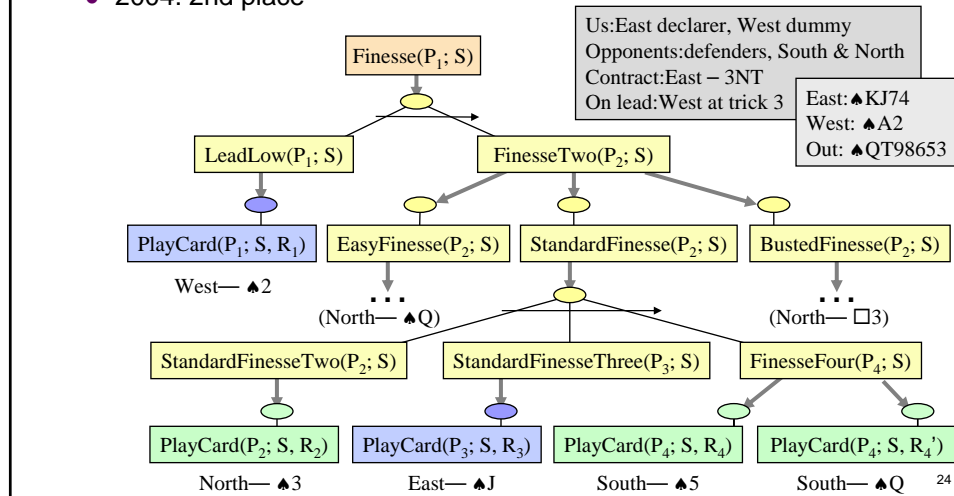 2004: 2nd place
Us:East declarer, West dummy
Opponents:defenders, South & North
Contract:East – 3NT
On lead:West at trick 3
East:♠KJ74
West: ♠A2
Out: ♠QT98653
Finesse(P₁; S)
LeadLow(P₁; S)
FinesseTwo(P₂; S)
PlayCard(P₁; S, R₁)
EasyFinesse(P₂; S)
StandardFinesse(P₂; S)
BustedFinesse(P₂; S)
West— ♠2
...
...
(North— ♠Q)
(North— □3)
StandardFinesseTwo(P₂; S)
StandardFinesseThree(P₃; S)
FinesseFour(P₄; S)
PlayCard(P₂; S, R₂)
PlayCard(P₃; S, R₃)
PlayCard(P₄; S, R₄)
PlayCard(P₄; S, R₄')
North— ♠3
East— ♠J
South— ♠5
South— ♠Q
24